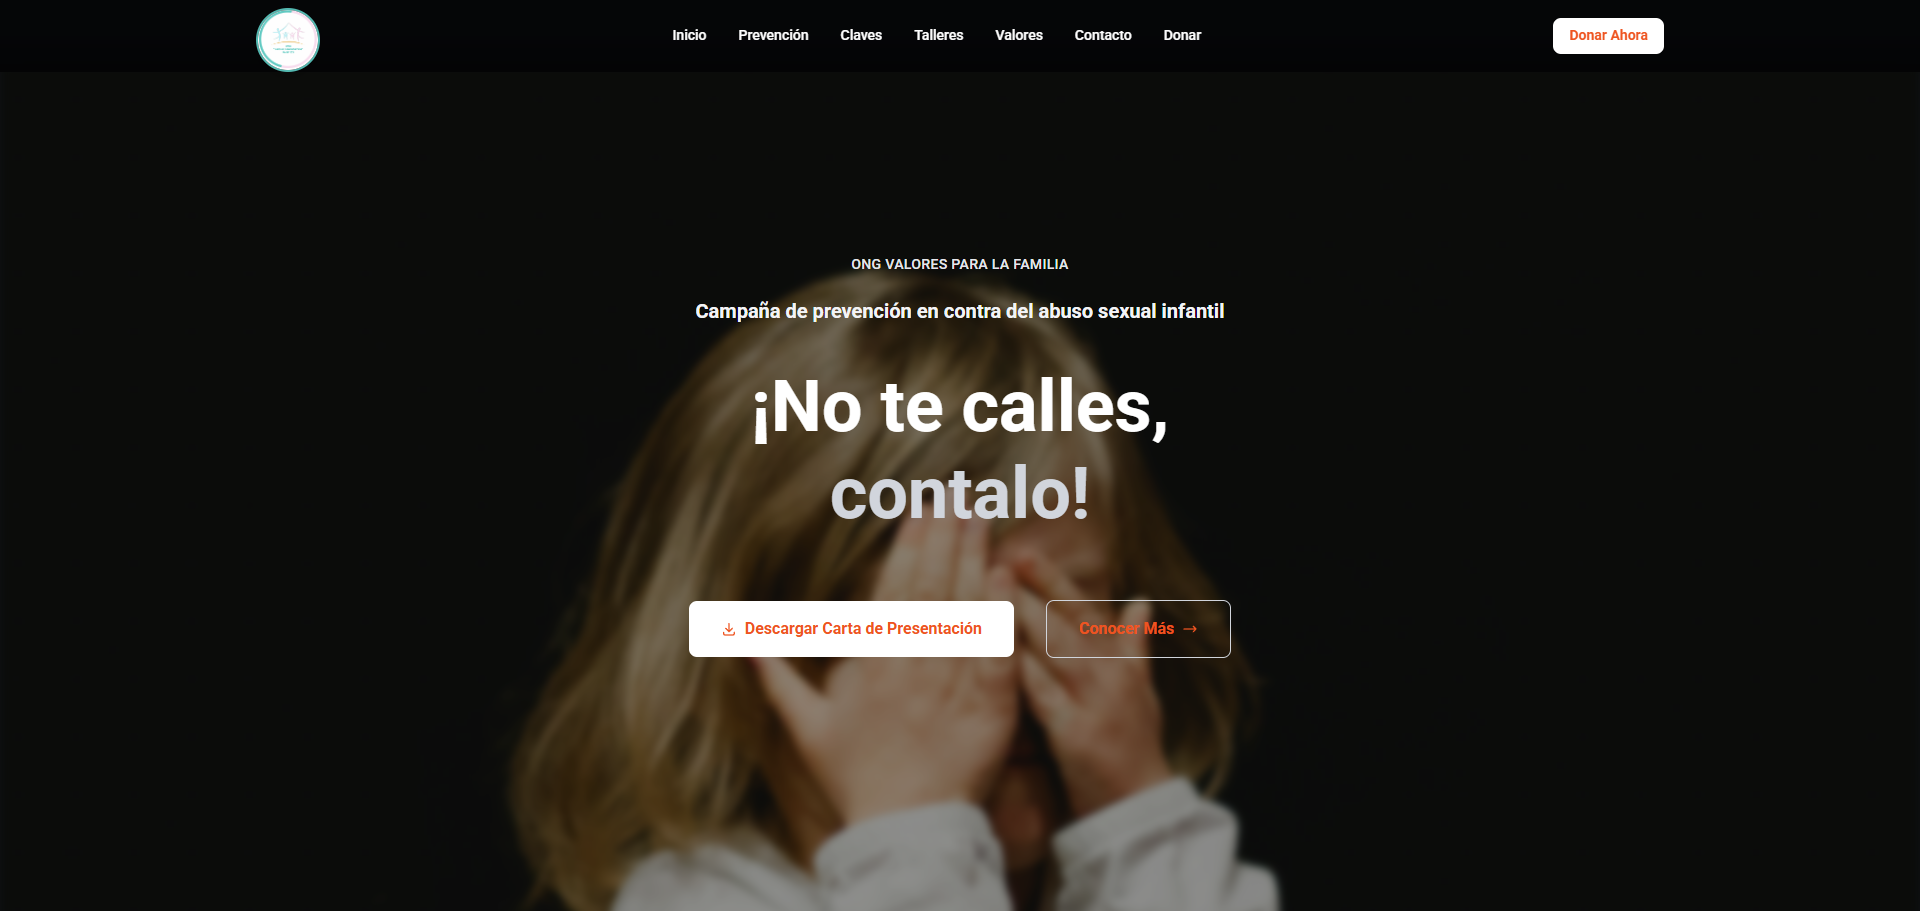 Inicio Prevención Claves Talleres Valores Contacto Donar Donar Ahora
ONG VALORES PARA LA FAMILIA
Campaña de prevención en contra del abuso sexual infantil
¡No te calles,
contalo!
Descargar Carta de Presentación Conocer Más →